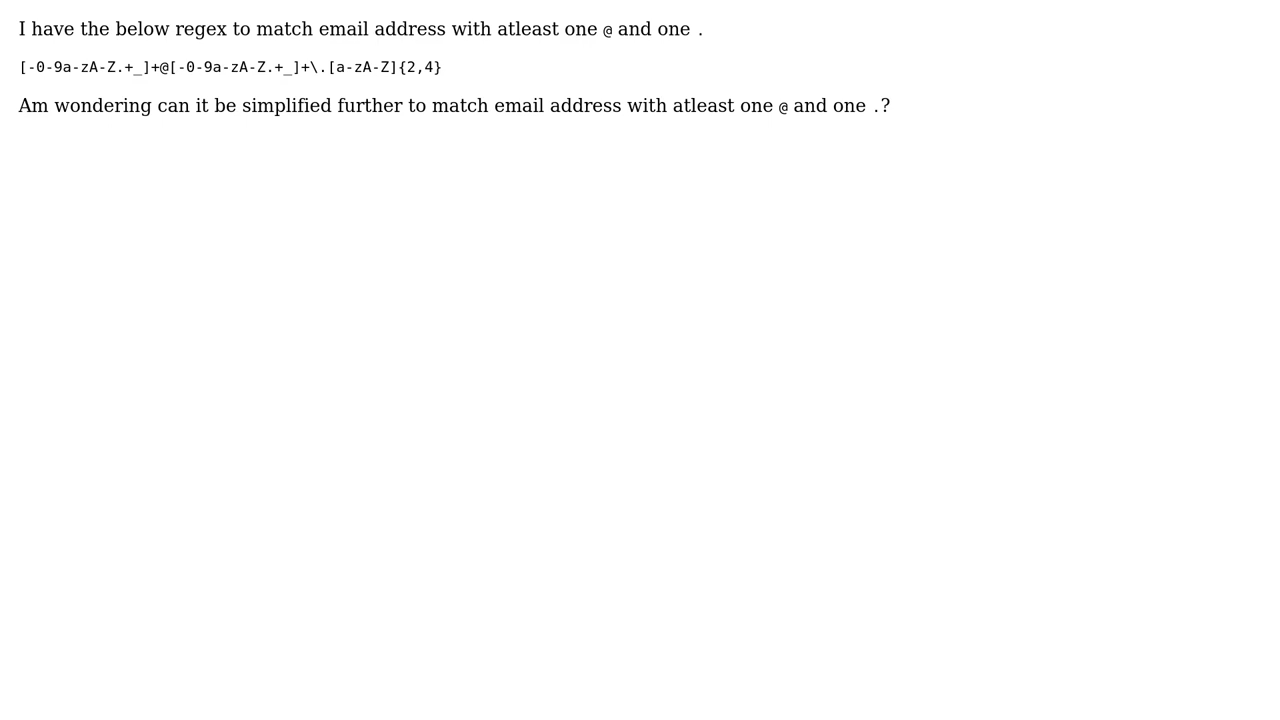 I have the below regex to match email address with atleast one @ and one .
[-0-9a-zA-Z.+_]+@[-0-9a-zA-Z.+_]+\.[a-zA-Z]{2,4}
Am wondering can it be simplified further to match email address with atleast one @ and one .?